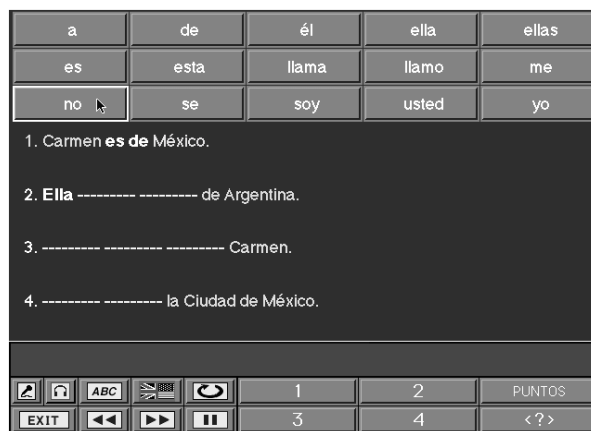 a de él ella ellas
es esta llama llamo me
no se soy usted yo
1. Carmen es de México.
2. Ella --------- --------- de Argentina.
3. --------- --------- --------- Carmen.
4. --------- --------- la Ciudad de México.
ABC 1 2 PUNTOS
EXIT 3 4 <?>